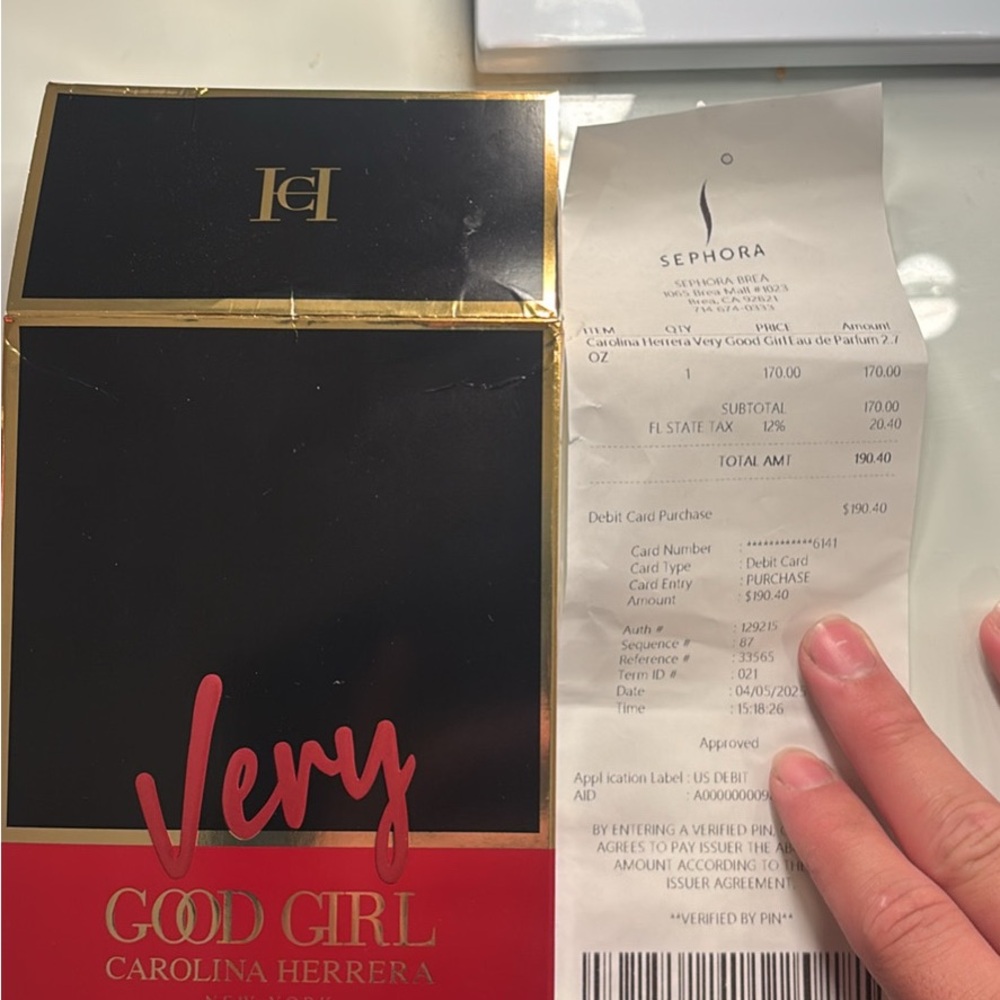 CH
Very
GOOD GIRL
CAROLINA HERRERA
NEW YORK
SEPHORA
SEPHORA BREA
1065 Brea Mall #1023
Brea, CA 92821
714 674-0333
ITEM QTY PRICE Amount
Carolina Herrera Very Good Girl Eau de Parfum 2.7
OZ
1 170.00 170.00
SUBTOTAL 170.00
FL STATE TAX 12% 20.40
TOTAL AMT 190.40
Debit Card Purchase $190.40
Card Number : ************6141
Card Type : Debit Card
Card Entry : PURCHASE
Amount : $190.40
Auth # : 129215
Sequence # : 87
Reference # : 33565
Term ID # : 021
Date : 04/05/2025
Time : 15:18:26
Approved
Appl ication Label : US DEBIT
AID :
BY ENTERING A VERIFIED PIN,
AGREES TO PAY ISSUER THE
AMOUNT ACCORDING TO
ISSUER AGREEMENT
**VERIFIED BY PIN**